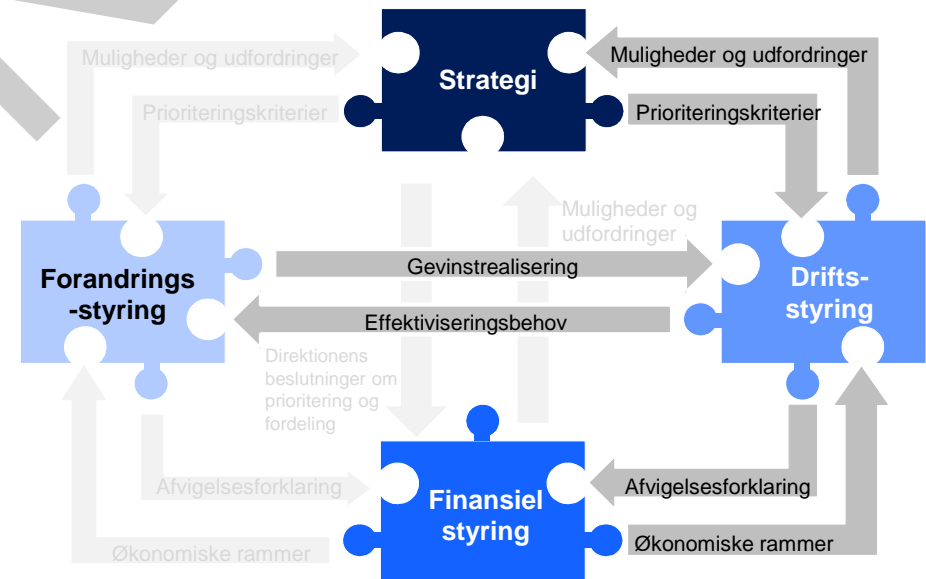 Muligheder og udfordringer
Muligheder og udfordringer
Strategi
Prioriteringskriterier
Prioriteringskriterier
Muligheder og
udfordringer
Gevinstrealisering
Forandrings
-styring
Drifts-
styring
Effektiviseringsbehov
Direktionens
beslutninger om
prioritering og
fordeling
Afvigelsesforklaring
Afvigelsesforklaring
Finansiel
styring
Økonomiske rammer
Økonomiske rammer